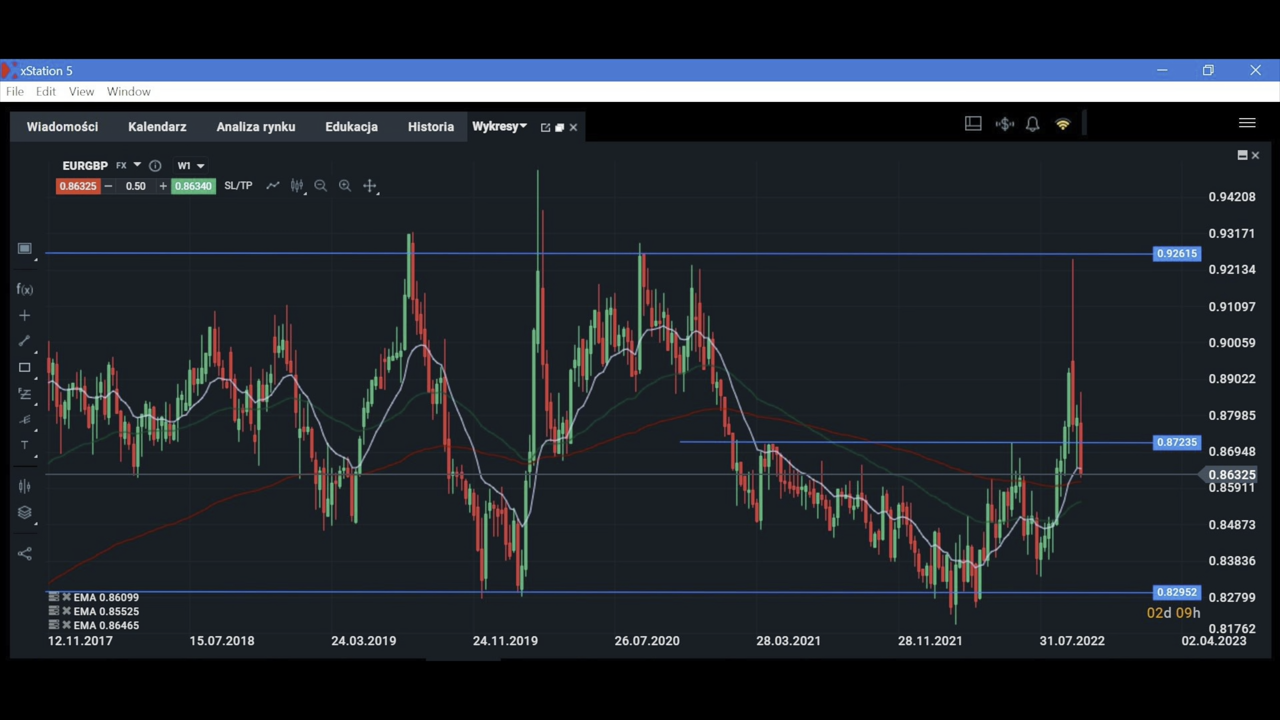 xStation 5
File Edit View Window
Wiadomości Kalendarz Analiza rynku Edukacja Historia Wykresy
EURGBP FX W1
0.86325 0.50 0.86340 SL/TP
0.94208
0.93171
0.92615
0.92134
0.91097
0.90059
0.89022
0.87985
0.87235
0.86948
0.86325
0.85911
0.84873
0.83836
0.82952
0.82799
02d 09h
0.81762
f(x)
T
EMA 0.86099
EMA 0.85525
EMA 0.86465
12.11.2017 15.07.2018 24.03.2019 24.11.2019 26.07.2020 28.03.2021 28.11.2021 31.07.2022 02.04.2023